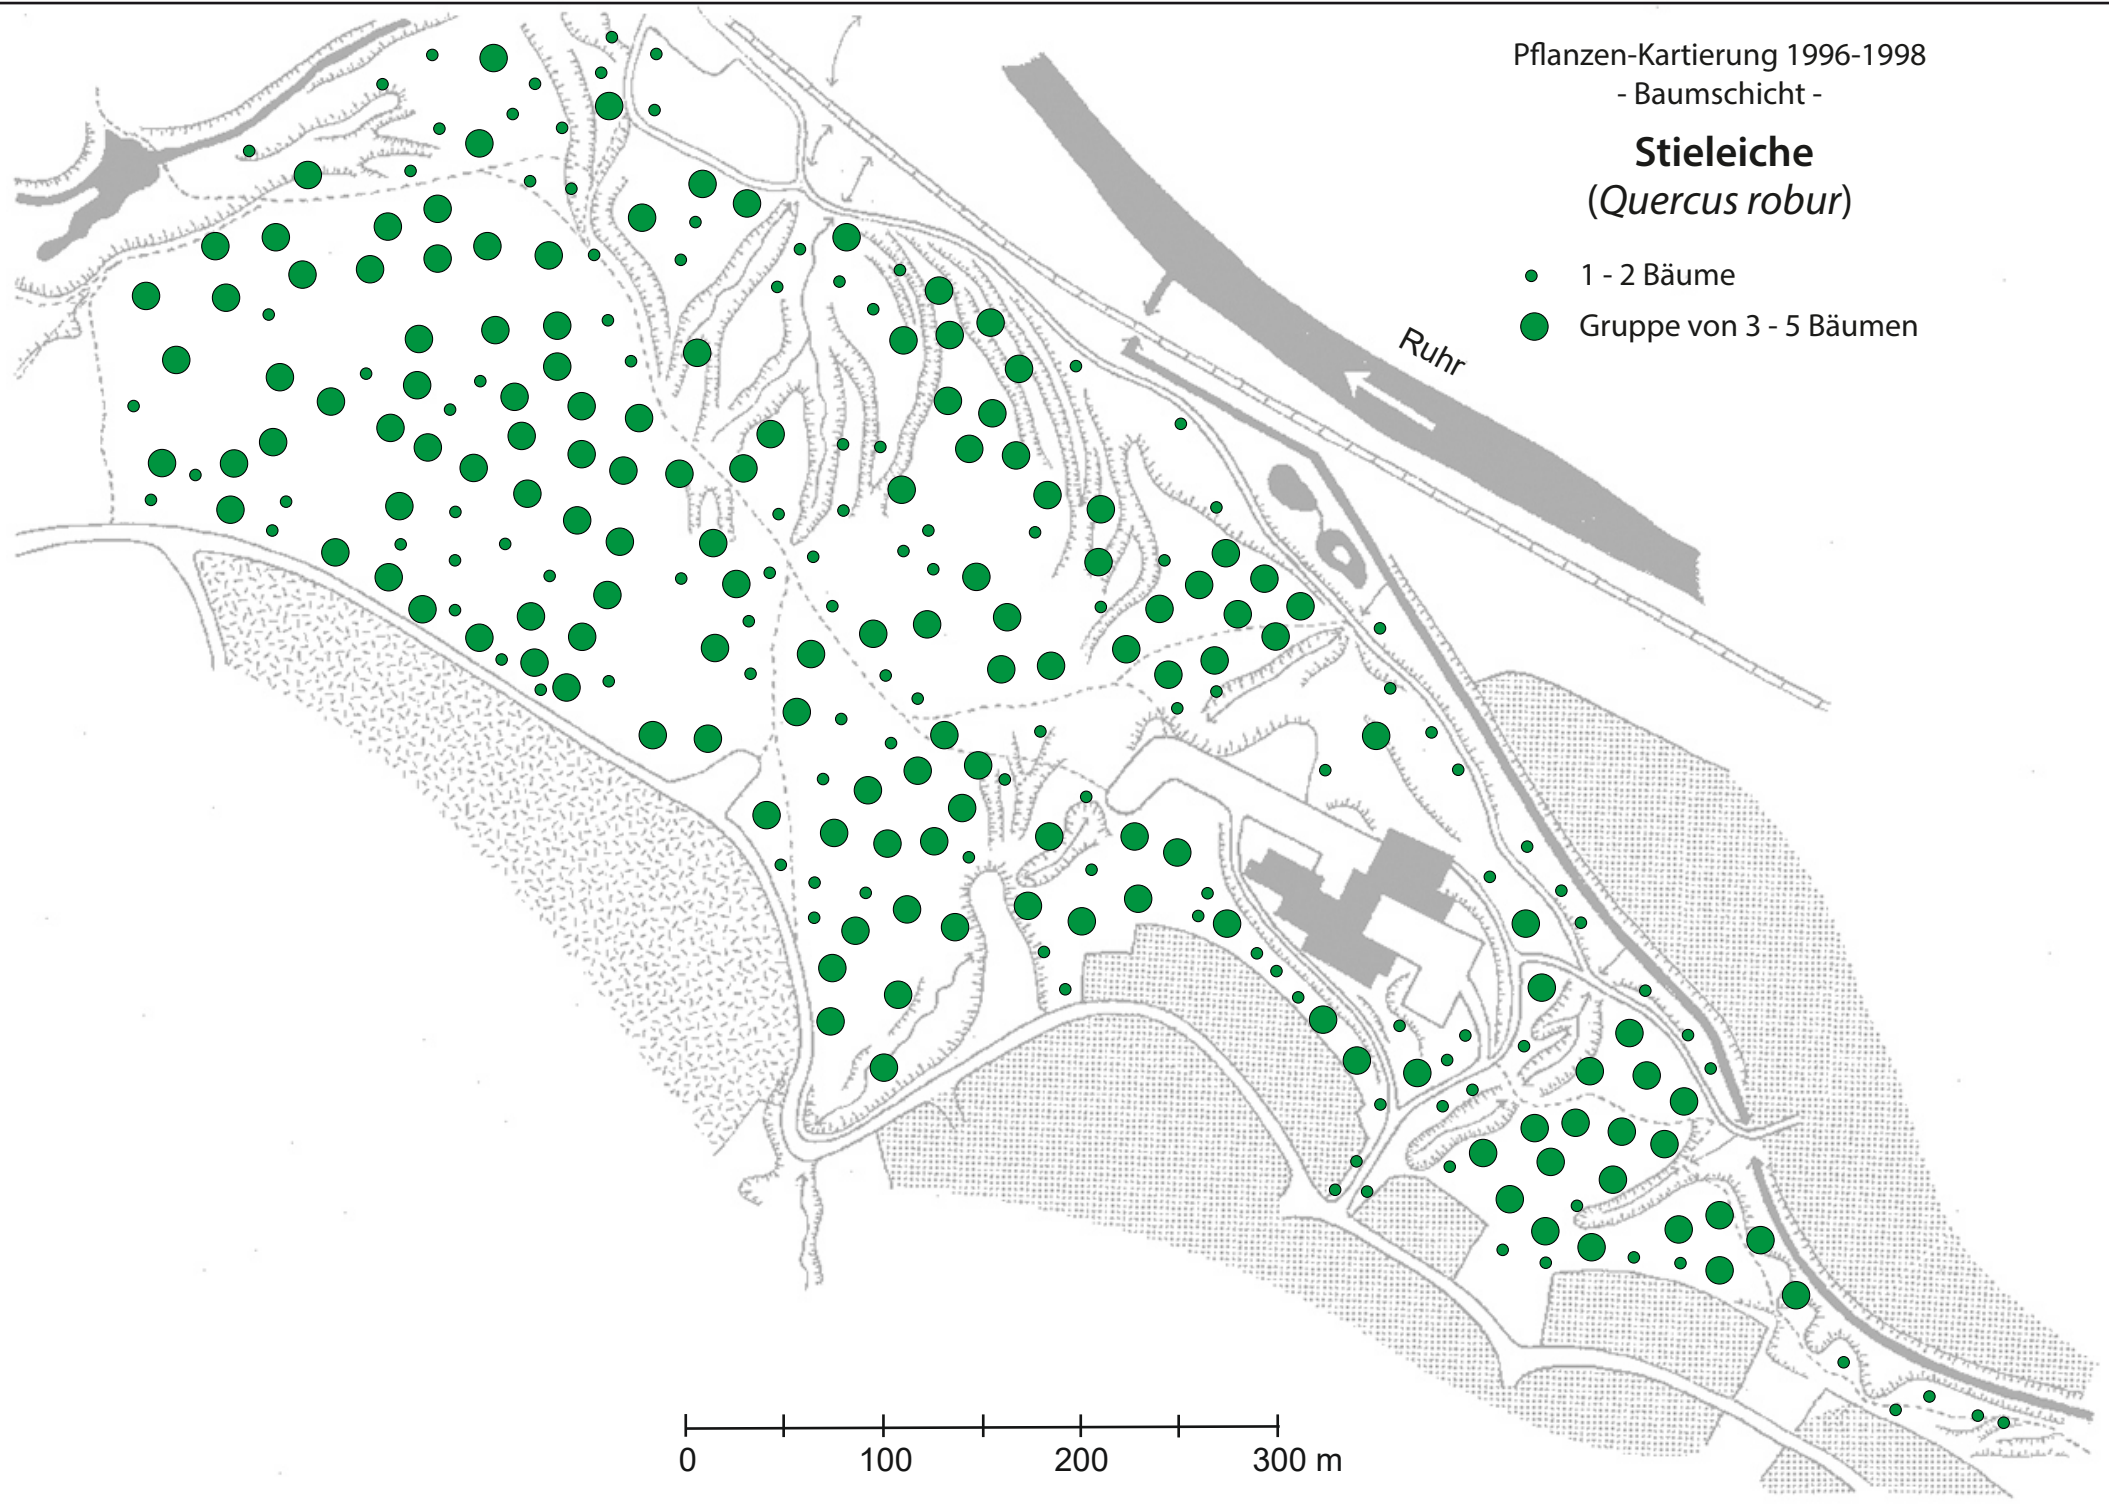 Pflanzen-Kartierung 1996-1998
- Baumschicht -
Stieleiche
(Quercus robur)
1 - 2 Bäume
Gruppe von 3 - 5 Bäumen
Ruhr
0 100 200 300 m